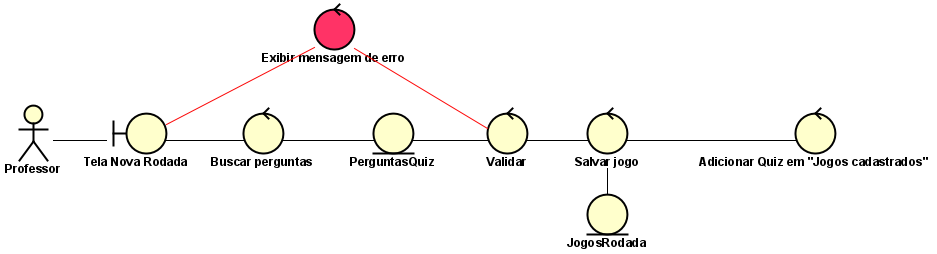 Exibir mensagem de erro
Professor
Tela Nova Rodada
Buscar perguntas
PerguntasQuiz
Validar
Salvar jogo
Adicionar Quiz em "Jogos cadastrados"
JogosRodada